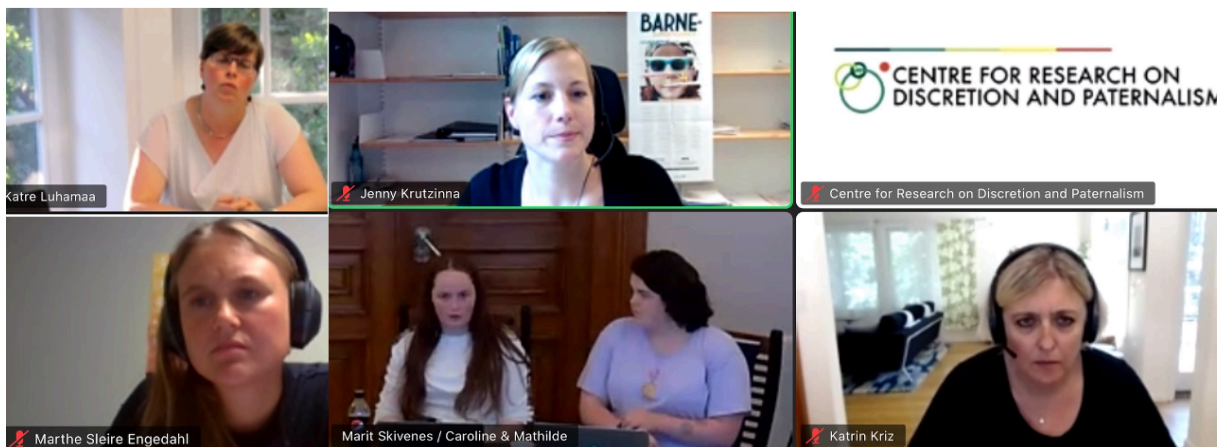 Katre Luhamaa
BARNE-
Jenny Krutzinna
CENTRE FOR RESEARCH ON
DISCRETION AND PATERNALISM
Centre for Research on Discretion and Paternalism
Marthe Sleire Engedahl
Marit Skivenes / Caroline & Mathilde
Katrin Kriz